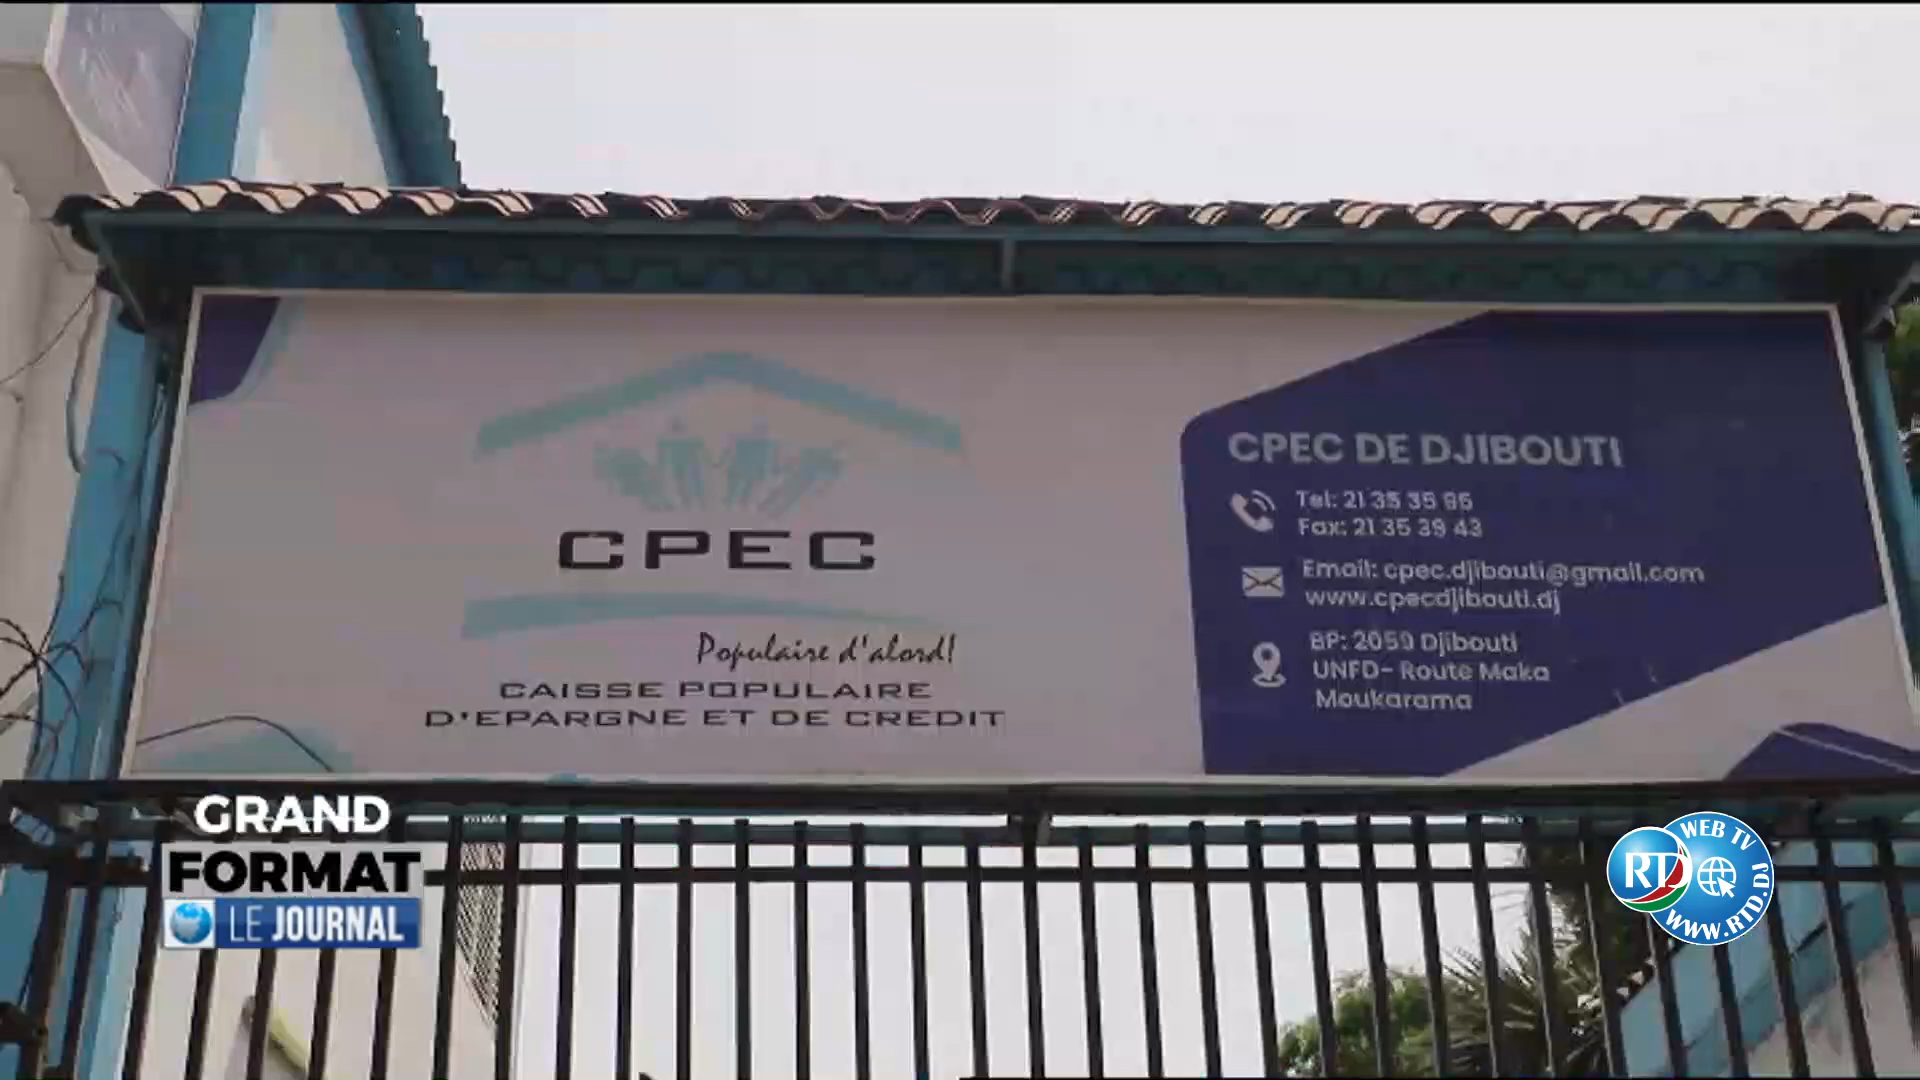 CPEC
Populaire d'abord!
CAISSE POPULAIRE
D'EPARGNE ET DE CREDIT
CPEC DE DJIBOUTI
Tel: 21 35 35 95
Fax: 21 35 39 43
Email: cpec.djibouti@gmail.com
www.cpecdjibouti.dj
BP: 2059 Djibouti
UNFD- Route Maka
Moukarama
GRAND
FORMAT
LE JOURNAL
WEB TV
RTD
WWW.RTD.DJ